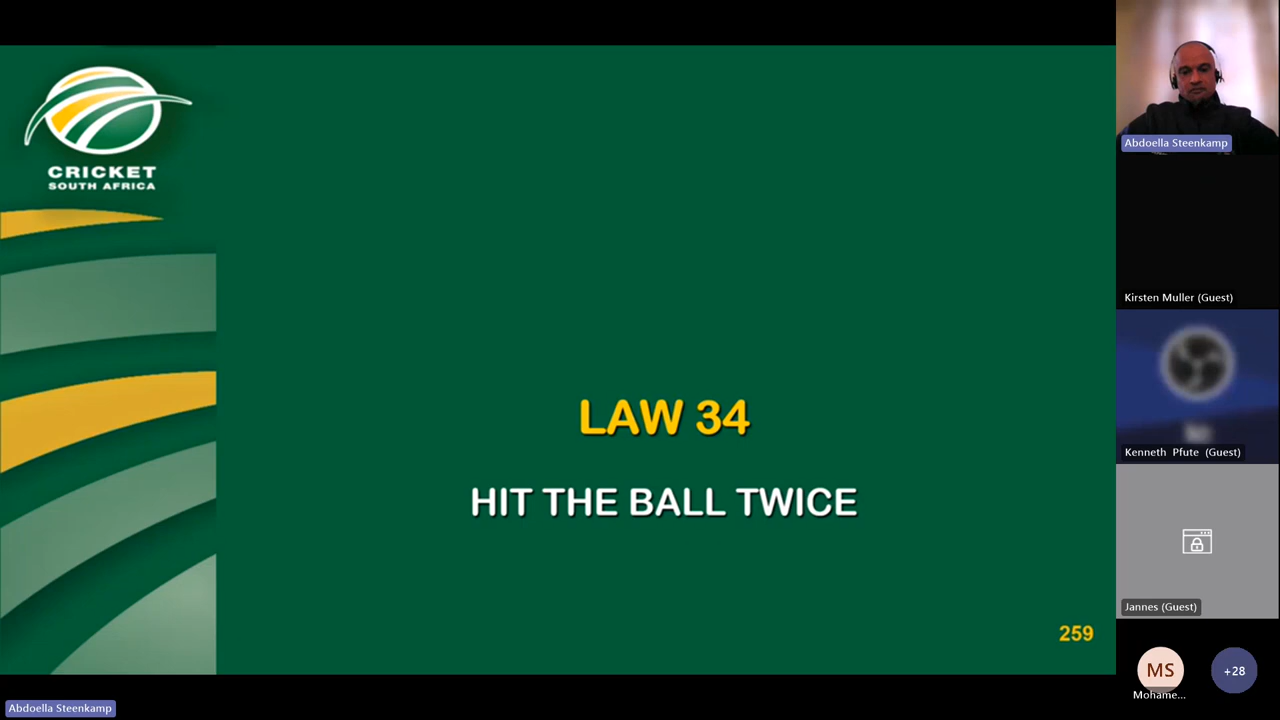 CRICKET
SOUTH AFRICA
LAW 34
HIT THE BALL TWICE
259
Abdoella Steenkamp
Abdoella Steenkamp
Kirsten Muller (Guest)
Kenneth Pfute (Guest)
Jannes (Guest)
MS
Mohame...
+28